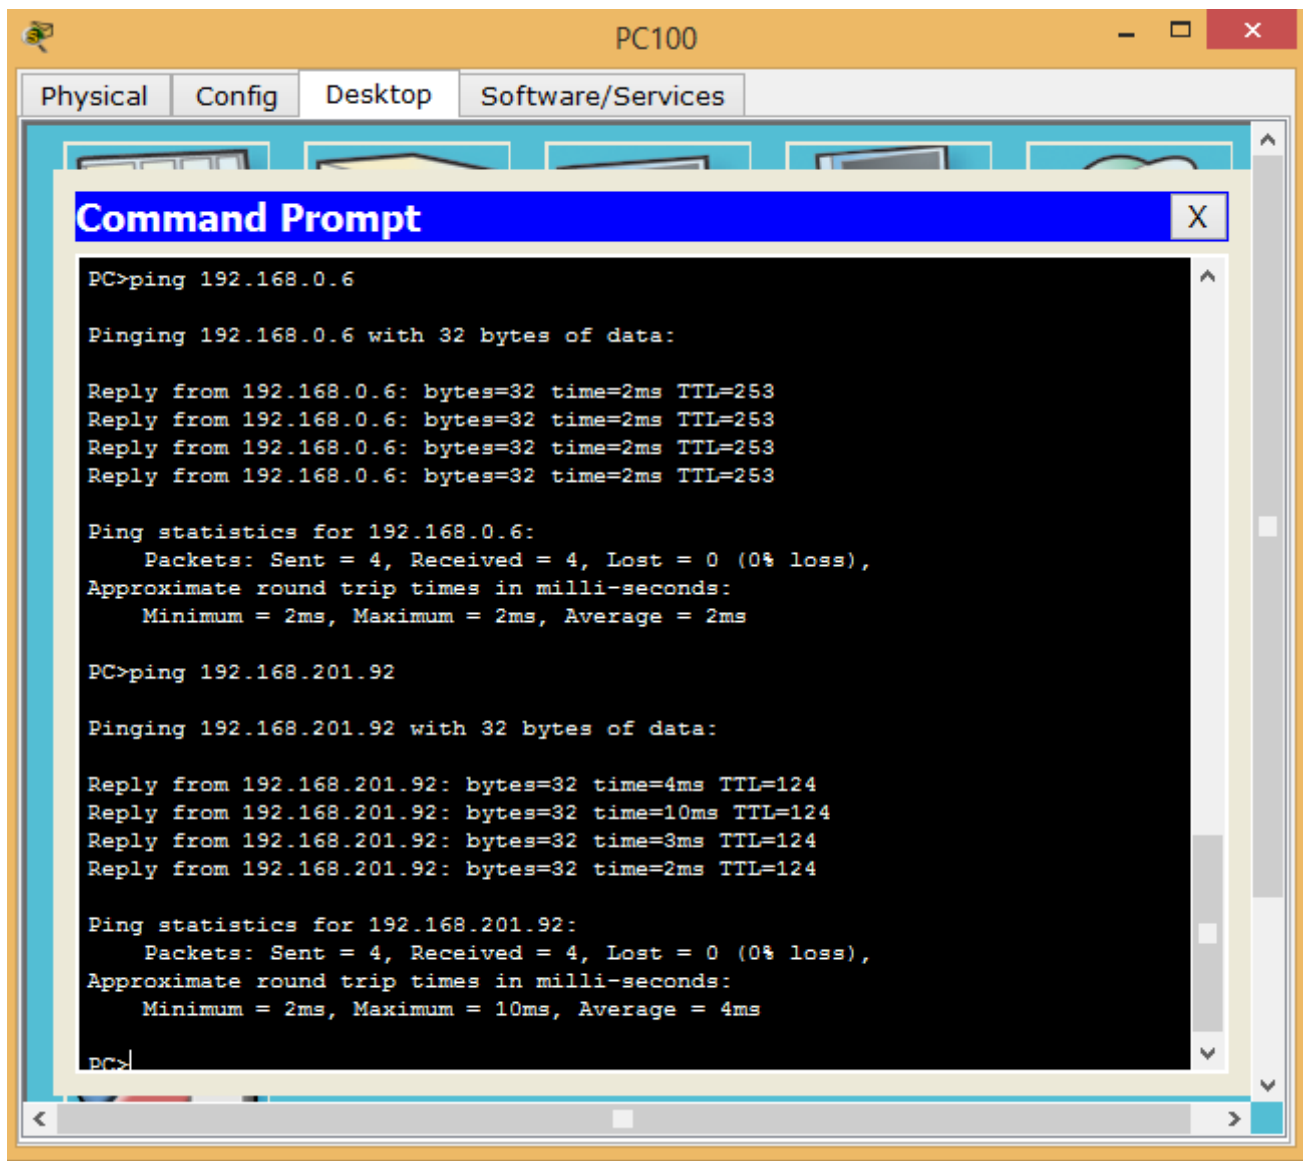 PC100
Physical Config Desktop Software/Services
Command Prompt X
PC>ping 192.168.0.6
Pinging 192.168.0.6 with 32 bytes of data:
Reply from 192.168.0.6: bytes=32 time=2ms TTL=253
Reply from 192.168.0.6: bytes=32 time=2ms TTL=253
Reply from 192.168.0.6: bytes=32 time=2ms TTL=253
Reply from 192.168.0.6: bytes=32 time=2ms TTL=253
Ping statistics for 192.168.0.6:
    Packets: Sent = 4, Received = 4, Lost = 0 (0% loss),
Approximate round trip times in milli-seconds:
    Minimum = 2ms, Maximum = 2ms, Average = 2ms
PC>ping 192.168.201.92
Pinging 192.168.201.92 with 32 bytes of data:
Reply from 192.168.201.92: bytes=32 time=4ms TTL=124
Reply from 192.168.201.92: bytes=32 time=10ms TTL=124
Reply from 192.168.201.92: bytes=32 time=3ms TTL=124
Reply from 192.168.201.92: bytes=32 time=2ms TTL=124
Ping statistics for 192.168.201.92:
    Packets: Sent = 4, Received = 4, Lost = 0 (0% loss),
Approximate round trip times in milli-seconds:
    Minimum = 2ms, Maximum = 10ms, Average = 4ms
PC>